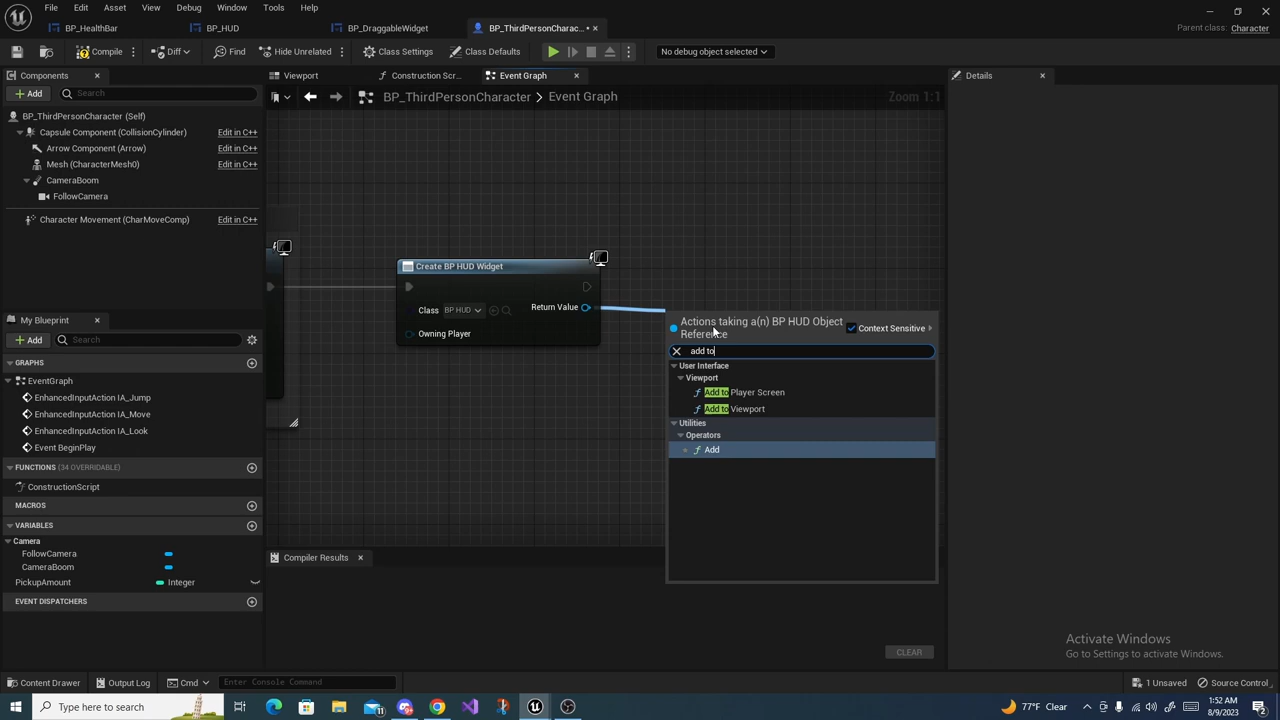 File Edit Asset View Debug Window Tools Help
BP_HealthBar BP_HUD BP_DraggableWidget BP_ThirdPersonCharac... Parent class: Character
Compile Diff Find Hide Unrelated Class Settings Class Defaults No debug object selected
Components Viewport Construction Scr... Event Graph Details
Add Search BP_ThirdPersonCharacter > Event Graph Zoom 1:1
BP_ThirdPersonCharacter (Self)
Capsule Component (CollisionCylinder) Edit in C++
Arrow Component (Arrow) Edit in C++
Mesh (CharacterMesh0) Edit in C++
CameraBoom
FollowCamera
Character Movement (CharMoveComp) Edit in C++
Create BP HUD Widget
Class BP HUD Return Value
Owning Player
Actions taking a(n) BP HUD Object
Reference
Context Sensitive
add to
User Interface
Viewport
Add to Player Screen
Add to Viewport
Utilities
Operators
Add
My Blueprint
Add Search
GRAPHS
EventGraph
EnhancedInputAction IA_Jump
EnhancedInputAction IA_Move
EnhancedInputAction IA_Look
Event BeginPlay
FUNCTIONS (34 OVERRIDABLE)
ConstructionScript
MACROS
VARIABLES
Camera
FollowCamera
CameraBoom
PickupAmount Integer
EVENT DISPATCHERS
Compiler Results
CLEAR
Activate Windows
Go to Settings to activate Windows.
Content Drawer Output Log Cmd Enter Console Command 1 Unsaved Source Control
Type here to search 77°F Clear 1:52 AM
8/9/2023